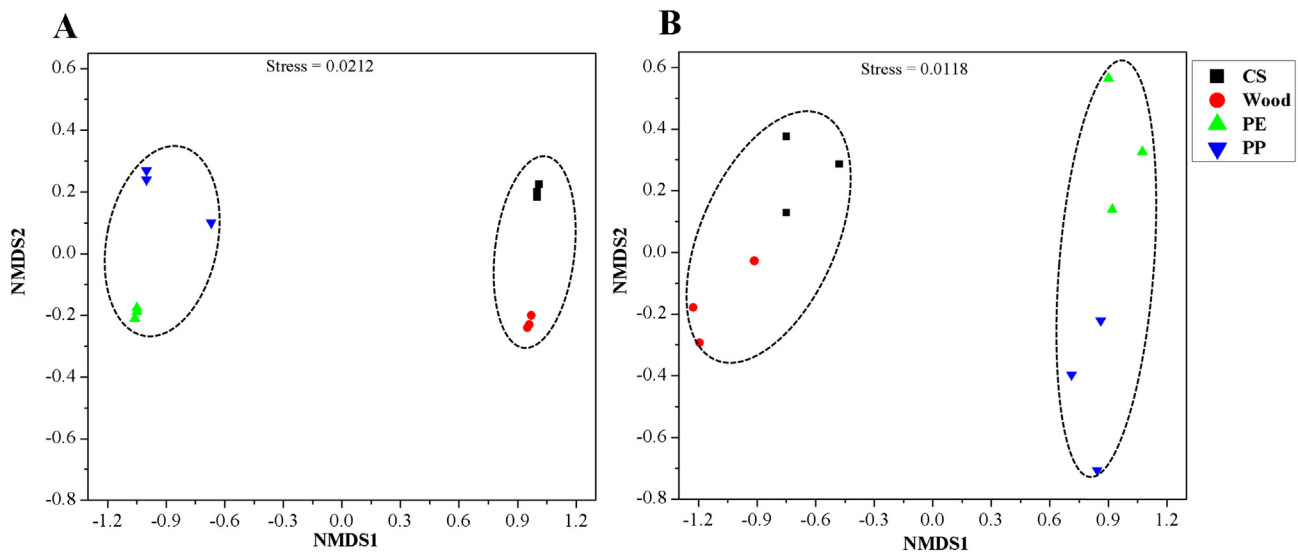 A
Stress = 0.0212
0.6
0.4
0.2
0.0
-0.2
-0.4
-0.6
-0.8
NMDS2
-1.2 -0.9 -0.6 -0.3 0.0 0.3 0.6 0.9 1.2
NMDS1
B
Stress = 0.0118
0.6
0.4
0.2
0.0
-0.2
-0.4
-0.6
-0.8
NMDS2
-1.2 -0.9 -0.6 -0.3 0.0 0.3 0.6 0.9 1.2
NMDS1
CS
Wood
PE
PP